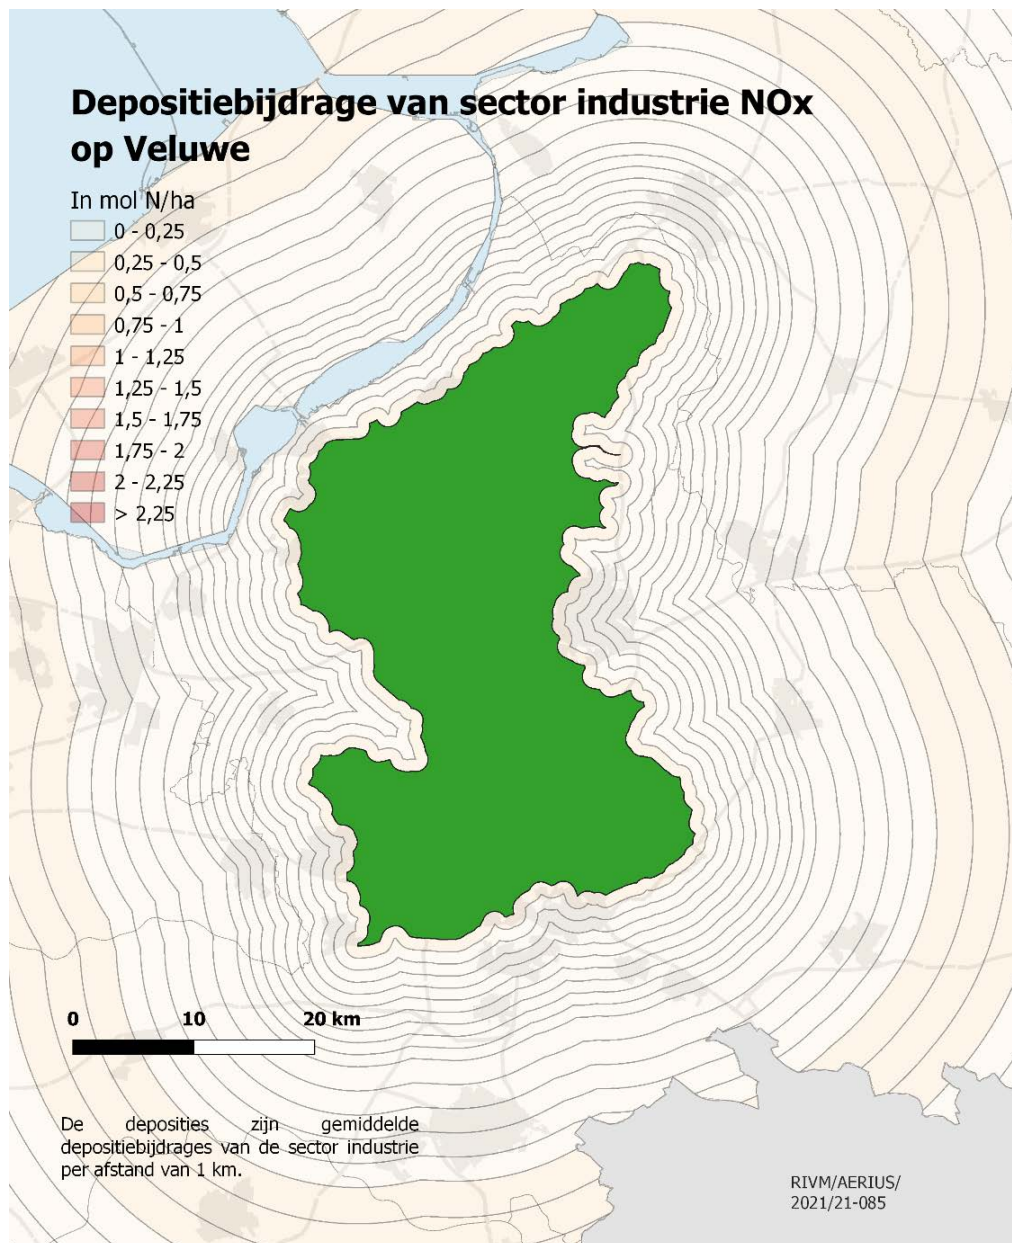 Depositiebijdrage van sector industrie NOx
op Veluwe
In mol N/ha
0 - 0,25
0,25 - 0,5
0,5 - 0,75
0,75 - 1
1 - 1,25
1,25 - 1,5
1,5 - 1,75
1,75 - 2
2 - 2,25
> 2,25
0 10 20 km
De deposities zijn gemiddelde
depositiebijdrages van de sector industrie
per afstand van 1 km.
RIVM/AERIUS/
2021/21-085